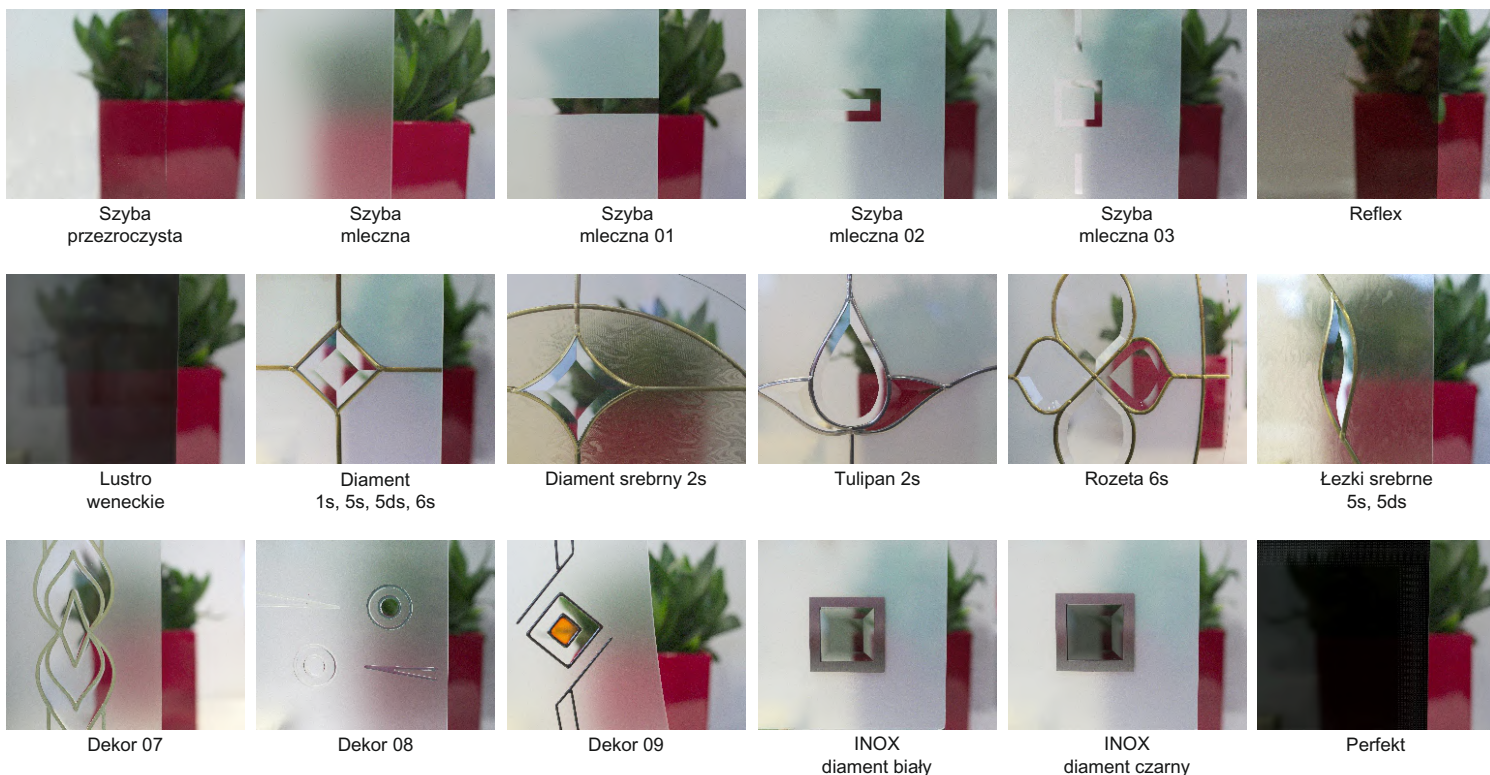 Szyba
przezroczysta
Szyba
mleczna
Szyba
mleczna 01
Szyba
mleczna 02
Szyba
mleczna 03
Reflex
Lustro
weneckie
Diament
1s, 5s, 5ds, 6s
Diament srebrny 2s
Tulipan 2s
Rozeta 6s
Łezki srebrne
5s, 5ds
Dekor 07
Dekor 08
Dekor 09
INOX
diament biały
INOX
diament czarny
Perfekt